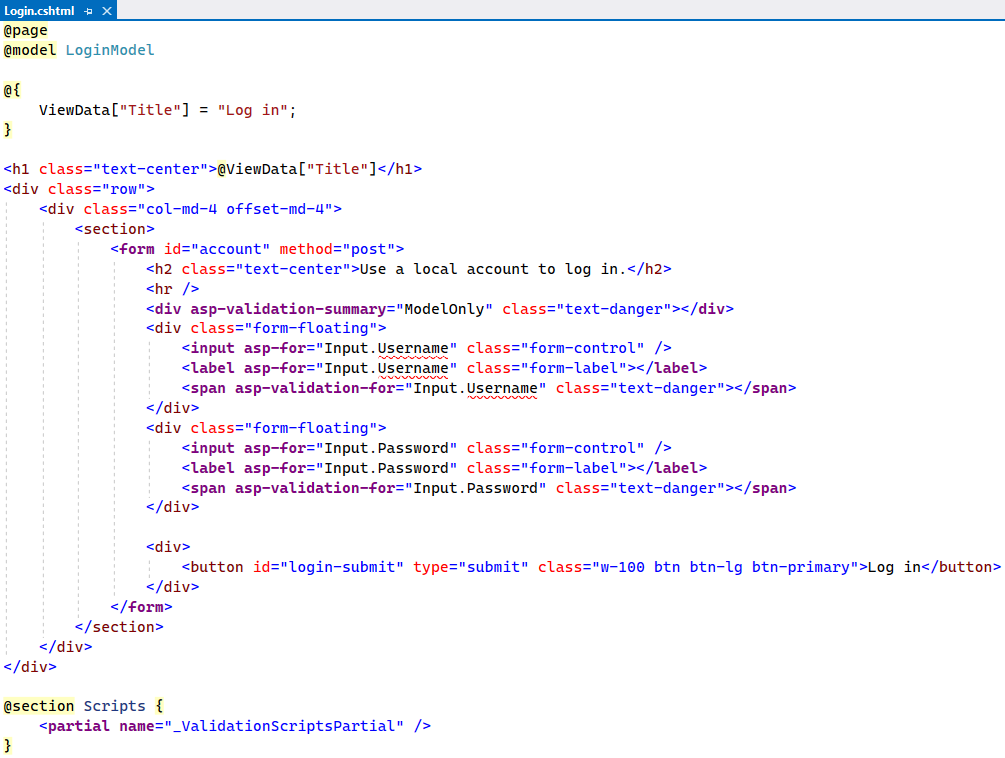 Login.cshtml
@page
@model LoginModel

@{
    ViewData["Title"] = "Log in";
}

<h1 class="text-center">@ViewData["Title"]</h1>
<div class="row">
    <div class="col-md-4 offset-md-4">
        <section>
            <form id="account" method="post">
                <h2 class="text-center">Use a local account to log in.</h2>
                <hr />
                <div asp-validation-summary="ModelOnly" class="text-danger"></div>
                <div class="form-floating">
                    <input asp-for="Input.Username" class="form-control" />
                    <label asp-for="Input.Username" class="form-label"></label>
                    <span asp-validation-for="Input.Username" class="text-danger"></span>
                </div>
                <div class="form-floating">
                    <input asp-for="Input.Password" class="form-control" />
                    <label asp-for="Input.Password" class="form-label"></label>
                    <span asp-validation-for="Input.Password" class="text-danger"></span>
                </div>

                <div>
                    <button id="login-submit" type="submit" class="w-100 btn btn-lg btn-primary">Log in</button>
                </div>
            </form>
        </section>
    </div>
</div>

@section Scripts {
    <partial name="_ValidationScriptsPartial" />
}